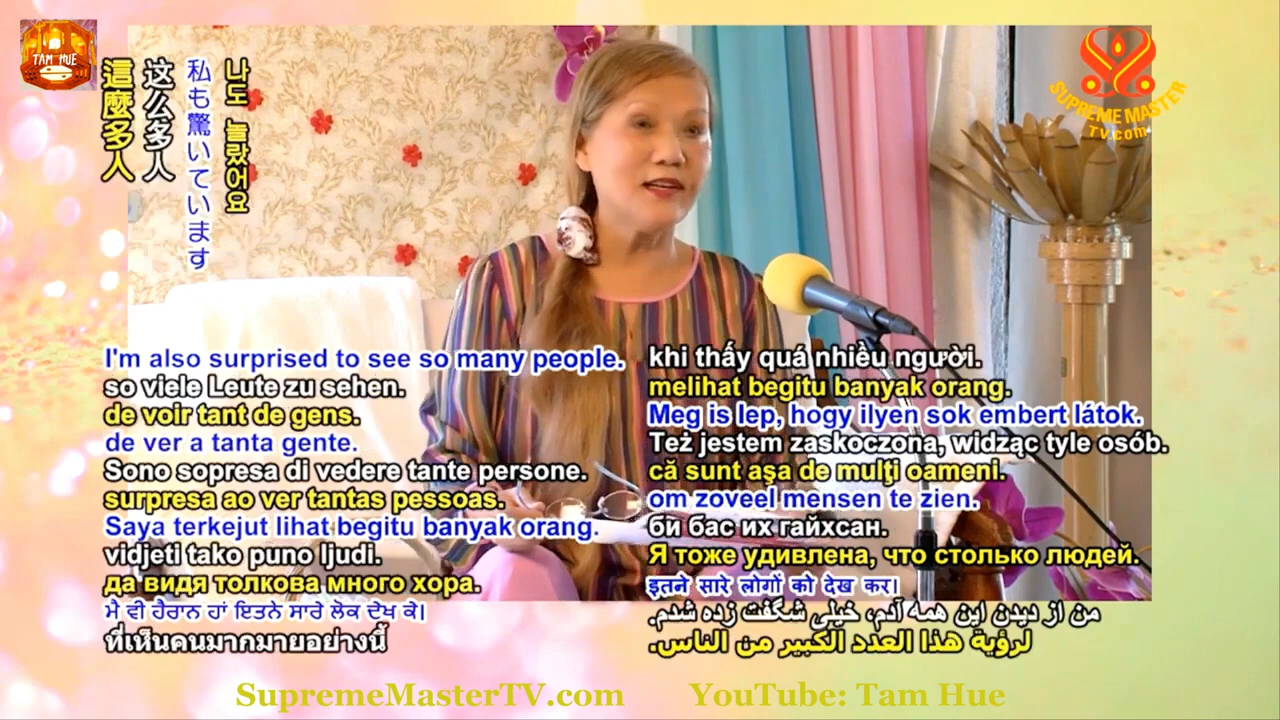 TAM HUE
SUPREME MASTER
TV.com
這麼多人
这么多人
私も驚いています
나도 놀랐어요
I'm also surprised to see so many people.
so viele Leute zu sehen.
de voir tant de gens.
de ver a tanta gente.
Sono sopresa di vedere tante persone.
surpresa ao ver tantas pessoas.
Saya terkejut lihat begitu banyak orang.
vidjeti tako puno ljudi.
да видя толкова много хора.
ਮੈ ਵੀ ਹੈਰਾਨ ਹਾਂ ਇਤਨੇ ਸਾਰੇ ਲੋਕ ਦੇਖ ਕੇ।
ที่เห็นคนมากมายอย่างนี้
khi thấy quá nhiều người.
melihat begitu banyak orang.
Meg is lep, hogy ilyen sok embert látok.
Też jestem zaskoczona, widząc tyle osób.
că sunt aşa de mulţi oameni.
om zoveel mensen te zien.
би бас их гайхсан.
Я тоже удивлена, что столько людей.
इतने सारे लोगों को देख कर।
من از دیدن این همه آدم، خیلی شگفت زده شدم.
لرؤية هذا العدد الكبير من الناس.
SupremeMasterTV.com
YouTube: Tam Hue